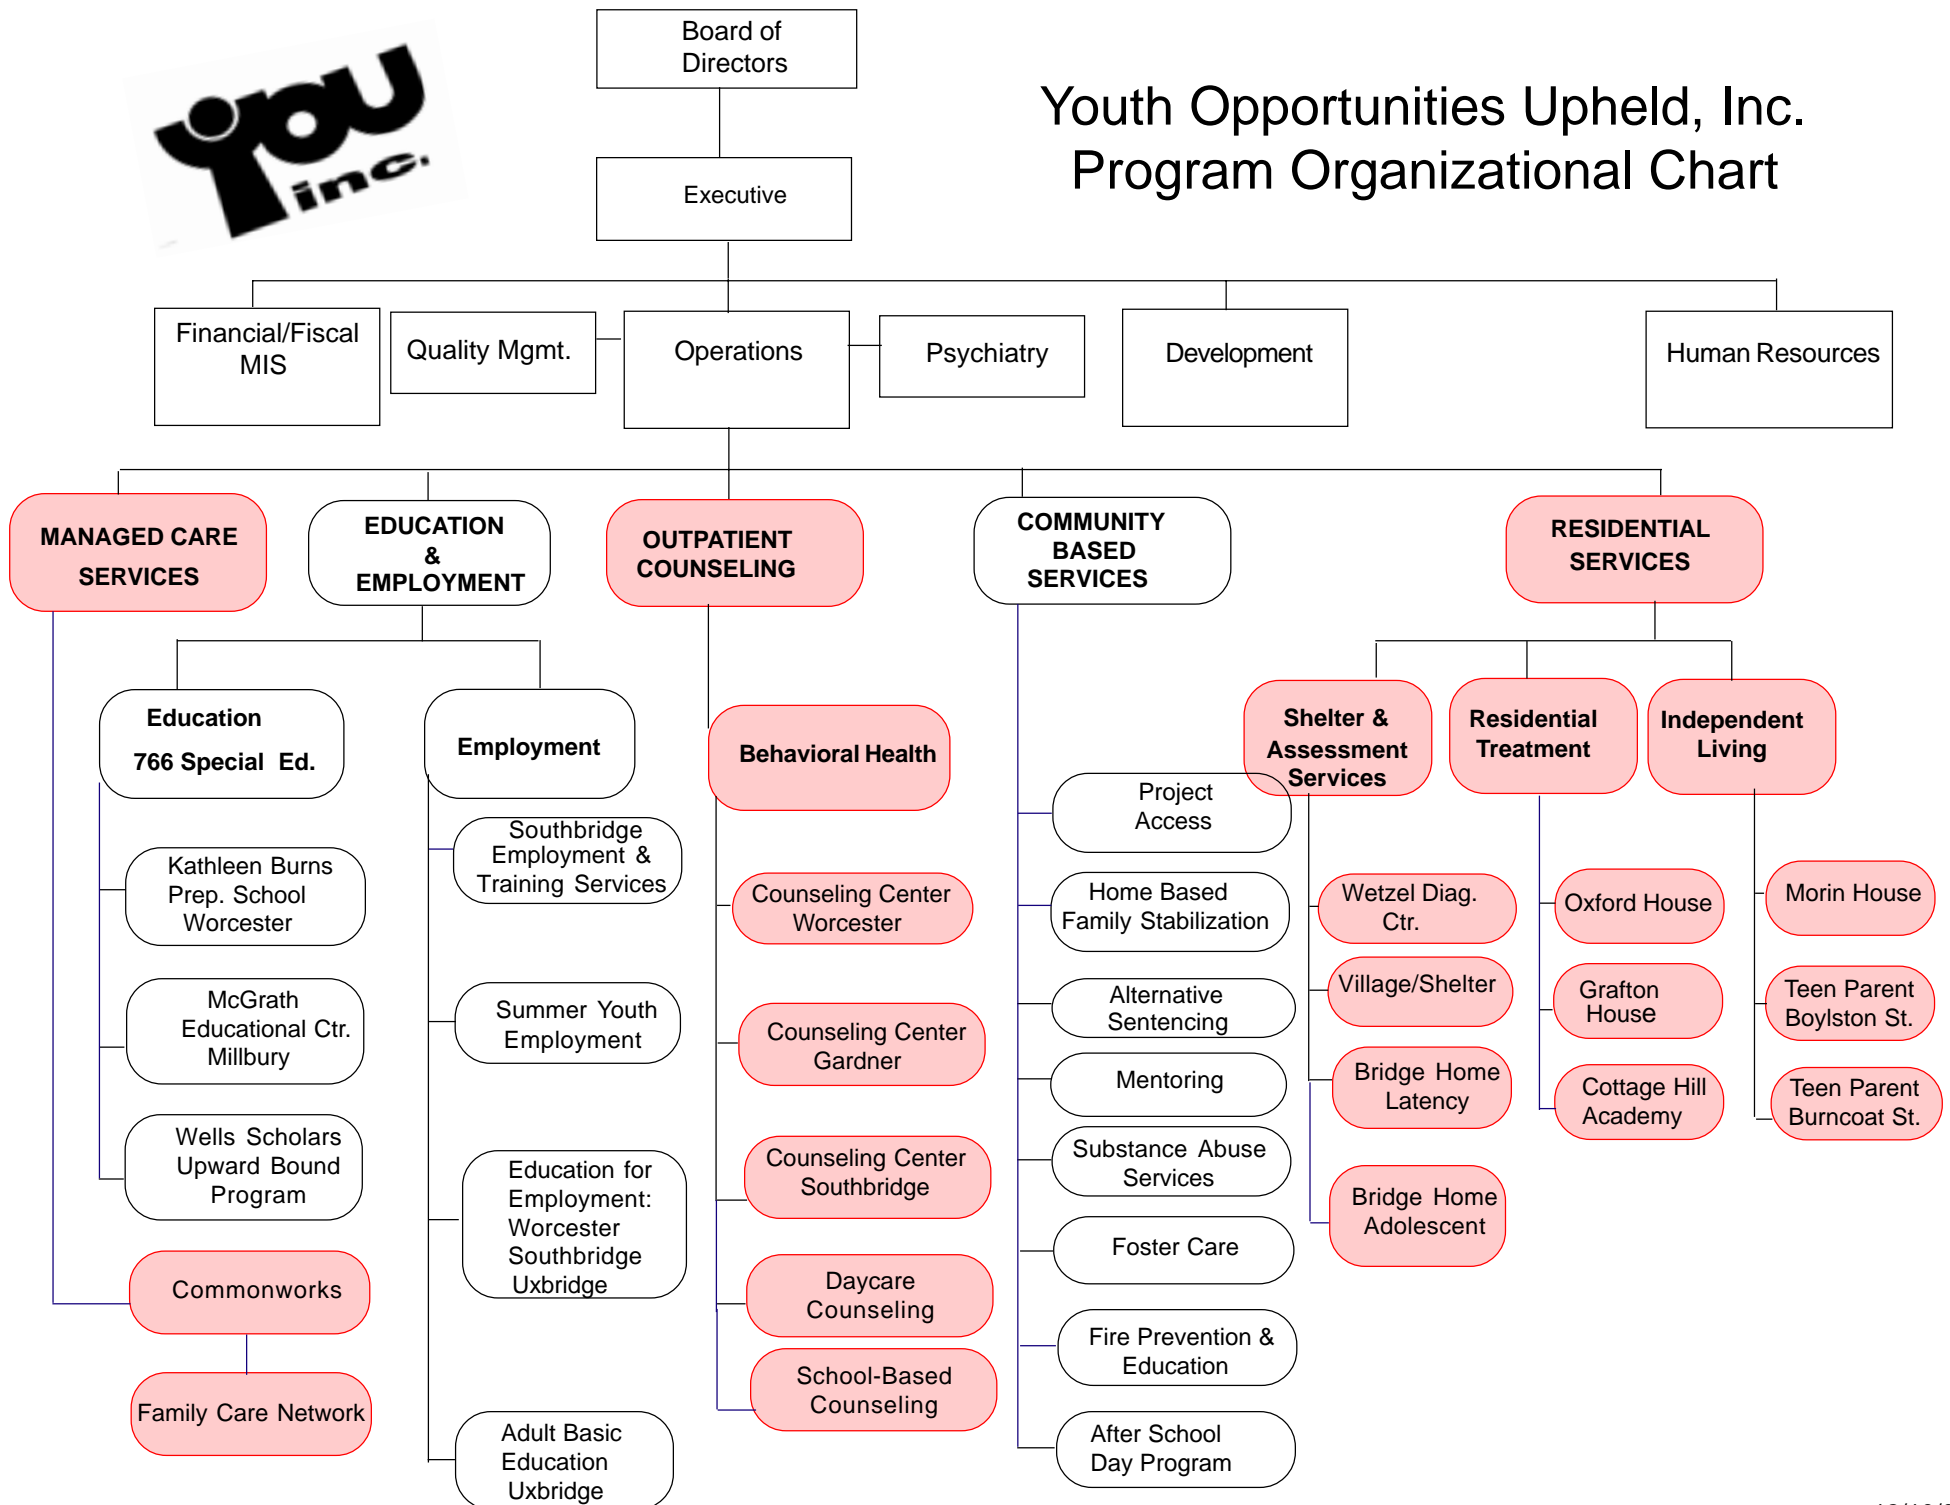 YOU
inc.
Board of
Directors
Youth Opportunities Upheld, Inc.
Program Organizational Chart
Executive
Financial/Fiscal
MIS
Quality Mgmt.
Operations
Psychiatry
Development
Human Resources
MANAGED CARE
SERVICES
EDUCATION
&
EMPLOYMENT
OUTPATIENT
COUNSELING
COMMUNITY
BASED
SERVICES
RESIDENTIAL
SERVICES
Education
766 Special Ed.
Employment
Behavioral Health
Shelter &
Assessment
Services
Residential
Treatment
Independent
Living
Kathleen Burns
Prep. School
Worcester
McGrath
Educational Ctr.
Millbury
Wells Scholars
Upward Bound
Program
Commonworks
Family Care Network
Southbridge
Employment &
Training Services
Summer Youth
Employment
Education for
Employment:
Worcester
Southbridge
Uxbridge
Adult Basic
Education
Uxbridge
Counseling Center
Worcester
Counseling Center
Gardner
Counseling Center
Southbridge
Daycare
Counseling
School-Based
Counseling
Project
Access
Home Based
Family Stabilization
Alternative
Sentencing
Mentoring
Substance Abuse
Services
Foster Care
Fire Prevention &
Education
After School
Day Program
Wetzel Diag.
Ctr.
Village/Shelter
Bridge Home
Latency
Bridge Home
Adolescent
Oxford House
Grafton
House
Cottage Hill
Academy
Morin House
Teen Parent
Boylston St.
Teen Parent
Burncoat St.